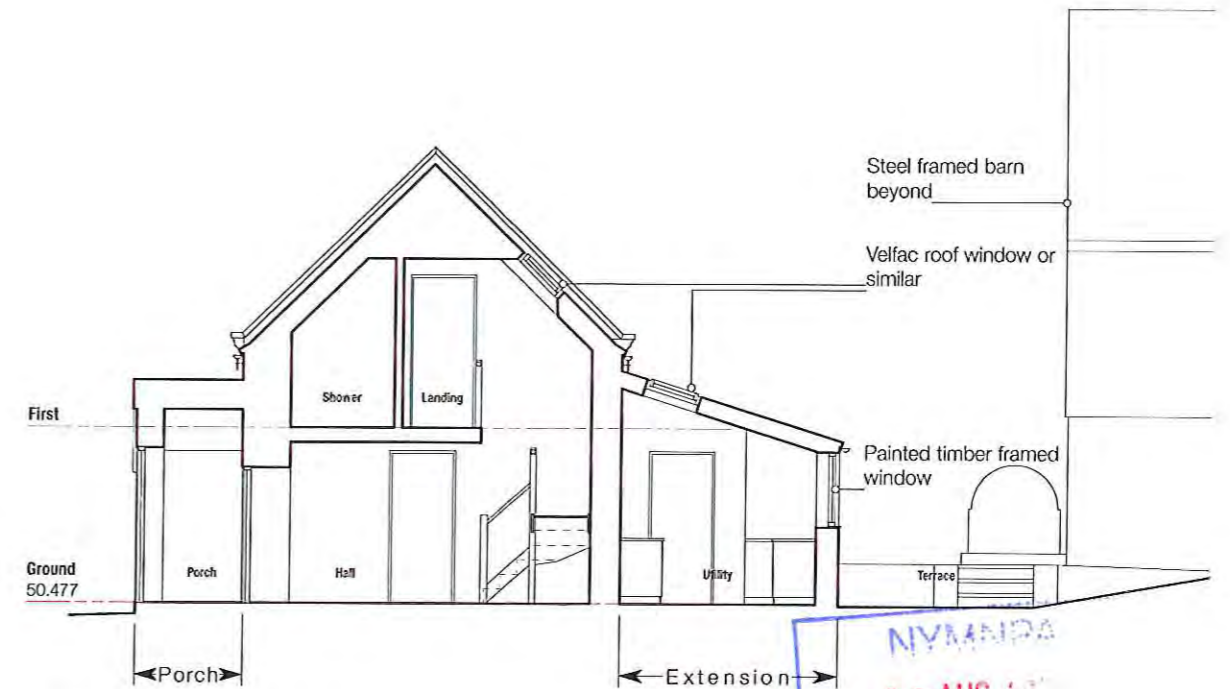 Steel framed barn
beyond
Velfac roof window or
similar
Shower
Landing
First
Painted timber framed
window
Ground
50.477
Porch
Hall
Utility
Terrace
NYMNPA
Porch
Extension